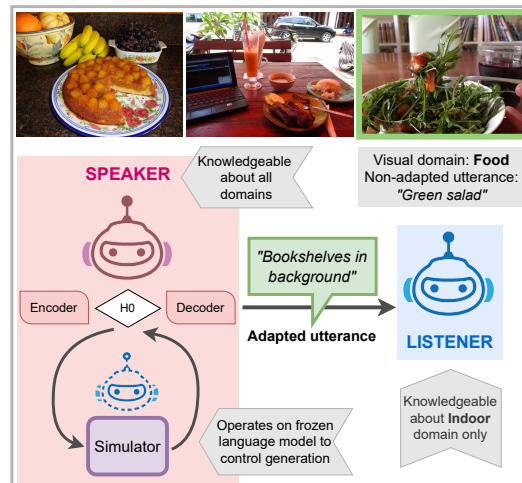 Knowledgeable
about all
domains
Visual domain: Food
Non-adapted utterance:
"Green salad"
SPEAKER
"Bookshelves in
background"
Encoder
H0
Decoder
Adapted utterance
LISTENER
Simulator
Operates on frozen
language model to
control generation
Knowledgeable
about Indoor
domain only